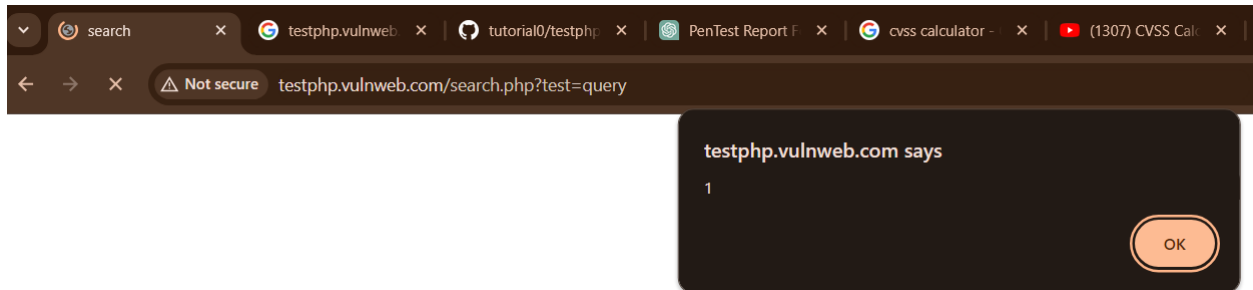 search testphp.vulnweb. tutorial0/testphp PenTest Report F cvss calculator - (1307) CVSS Calc
Not secure testphp.vulnweb.com/search.php?test=query
testphp.vulnweb.com says
1
OK